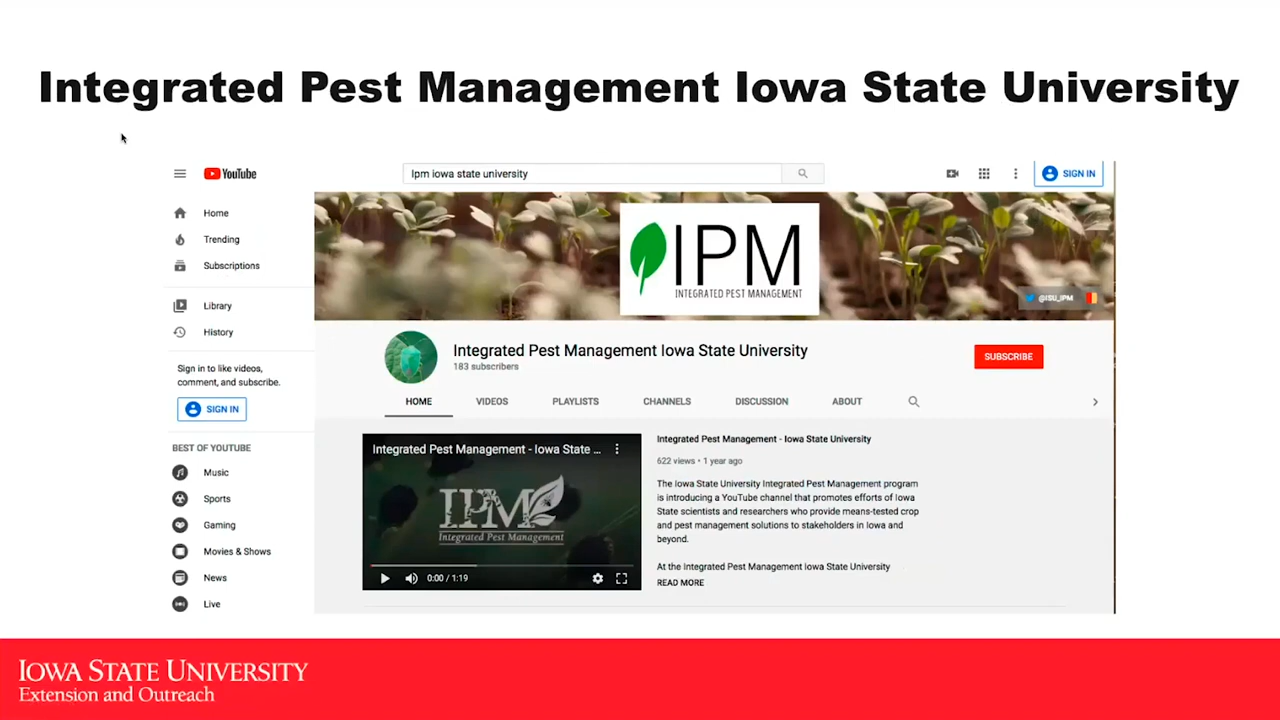 Integrated Pest Management Iowa State University
YouTube
Ipm iowa state university
SIGN IN
Home
Trending
Subscriptions
Library
History
Sign in to like videos,
comment, and subscribe.
SIGN IN
BEST OF YOUTUBE
Music
Sports
Gaming
Movies & Shows
News
Live
IPM
INTEGRATED PEST MANAGEMENT
@ISU_IPM
Integrated Pest Management Iowa State University
183 subscribers
SUBSCRIBE
HOME VIDEOS PLAYLISTS CHANNELS DISCUSSION ABOUT
Integrated Pest Management - Iowa State ...
IPM
Integrated Pest Management
0:00 / 1:19
Integrated Pest Management - Iowa State University
622 views • 1 year ago
The Iowa State University Integrated Pest Management program
is introducing a YouTube channel that promotes efforts of Iowa
State scientists and researchers who provide means-tested crop
and pest management solutions to stakeholders in Iowa and
beyond.
At the Integrated Pest Management Iowa State University
READ MORE
IOWA STATE UNIVERSITY
Extension and Outreach